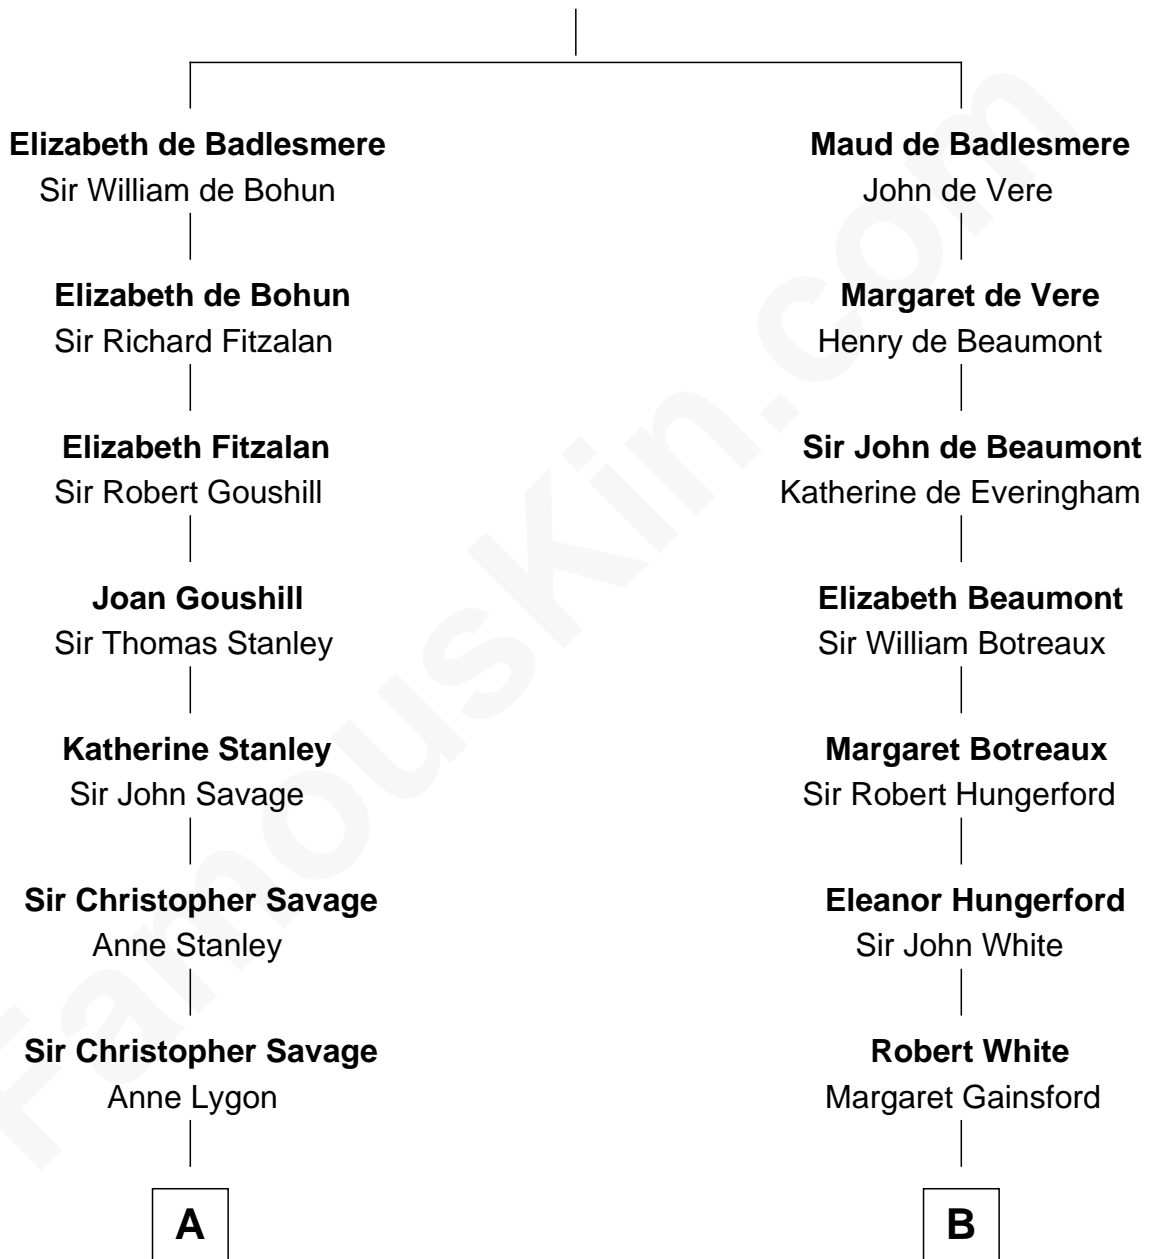 Elizabeth de Badlesmere
Sir William de Bohun
Maud de Badlesmere
John de Vere
Elizabeth de Bohun
Sir Richard Fitzalan
Margaret de Vere
Henry de Beaumont
Elizabeth Fitzalan
Sir Robert Goushill
Sir John de Beaumont
Katherine de Everingham
Joan Goushill
Sir Thomas Stanley
Elizabeth Beaumont
Sir William Botreaux
Katherine Stanley
Sir John Savage
Margaret Botreaux
Sir Robert Hungerford
Sir Christopher Savage
Anne Stanley
Eleanor Hungerford
Sir John White
Sir Christopher Savage
Anne Lygon
Robert White
Margaret Gainsford
A
B
FamousKin.com